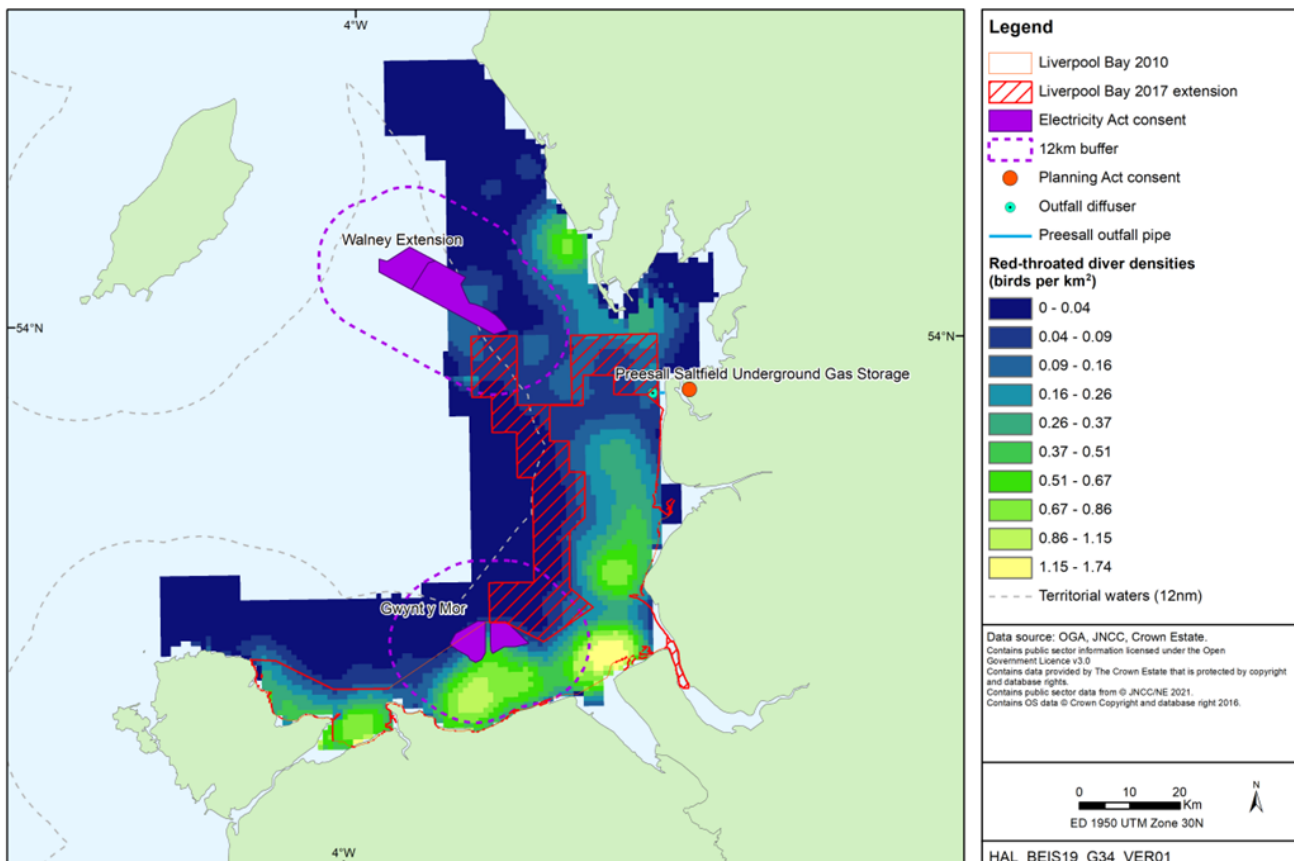 4°W
Walney Extension
54°N
54°N
Preesall Saltfield Underground Gas Storage
Gwynt y Mor
4°W
Legend
Liverpool Bay 2010
Liverpool Bay 2017 extension
Electricity Act consent
12km buffer
Planning Act consent
Outfall diffuser
Preesall outfall pipe
Red-throated diver densities
(birds per km²)
0 - 0.04
0.04 - 0.09
0.09 - 0.16
0.16 - 0.26
0.26 - 0.37
0.37 - 0.51
0.51 - 0.67
0.67 - 0.86
0.86 - 1.15
1.15 - 1.74
Territorial waters (12nm)
Data source: OGA, JNCC, Crown Estate.
Contains public sector information licensed under the Open
Government Licence v3.0
Contains data provided by The Crown Estate that is protected by copyright
and database rights.
Contains public sector data from © JNCC/NE 2021.
Contains OS data © Crown Copyright and database right 2016.
0 10 20
Km
N
ED 1950 UTM Zone 30N
HAL_BEIS19_G34_VER01